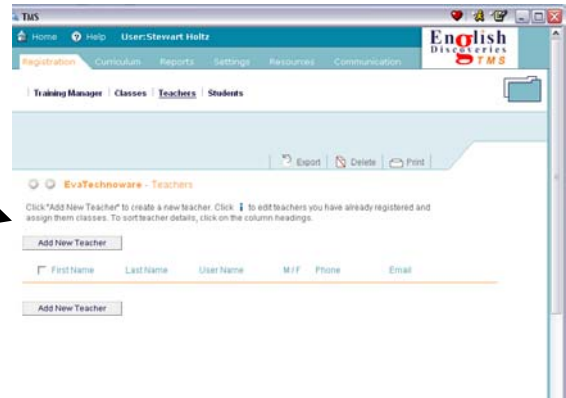 TMS
Home Help User:Stewart Holtz
English
Discoveries
TMS
Registration Curriculum Reports Settings Resources Communication
Training Manager Classes Teachers Students
Export Delete Print
EvaTechnoware - Teachers
Click "Add New Teacher" to create a new teacher. Click i to edit teachers you have already registered and
assign them classes. To sort teacher details, click on the column headings.
Add New Teacher
First Name Last Name User Name M / F Phone Email
Add New Teacher